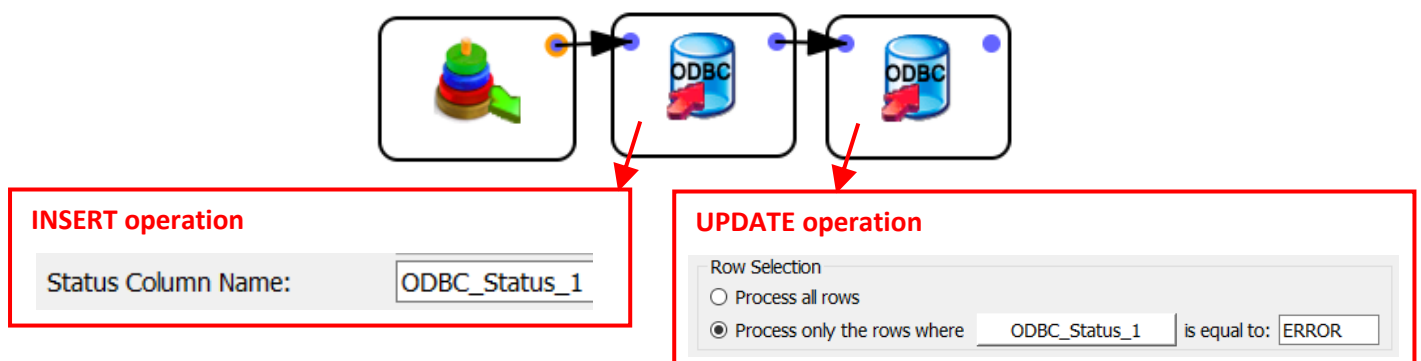 ODBC
ODBC
INSERT operation
Status Column Name: ODBC_Status_1
UPDATE operation
Row Selection
Process all rows
Process only the rows where ODBC_Status_1 is equal to: ERROR